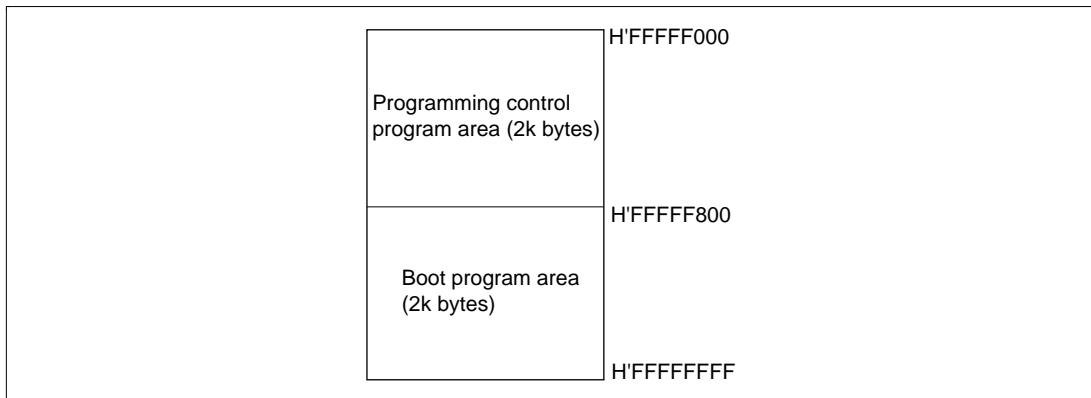 H'FFFFF000
Programming control
program area (2k bytes)
H'FFFFF800
Boot program area
(2k bytes)
H'FFFFFFFF